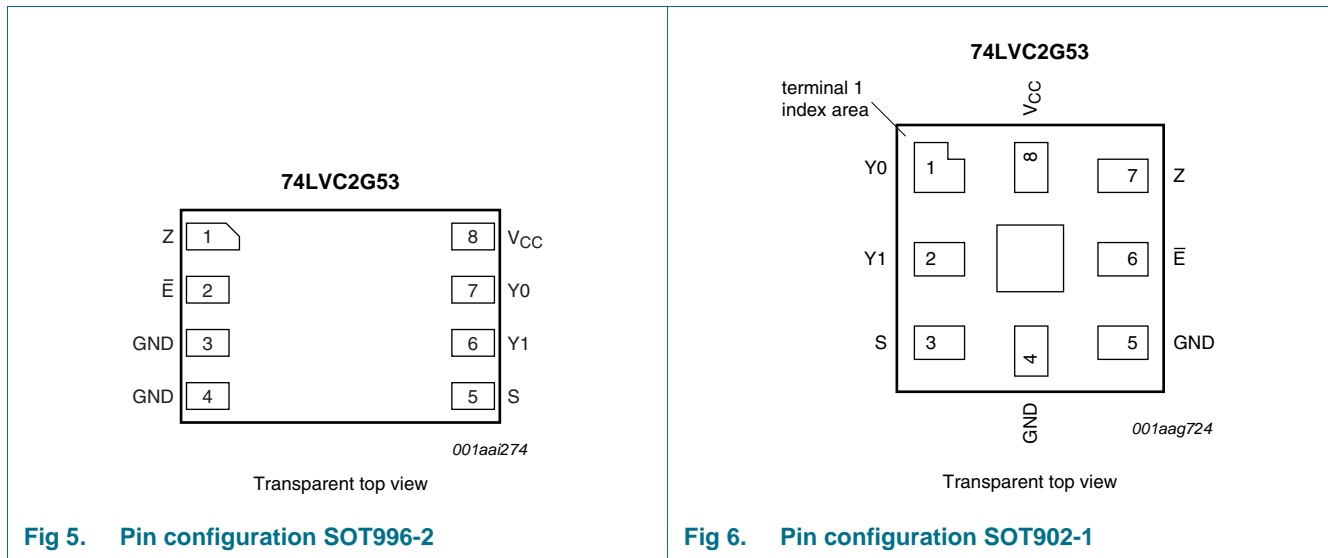 74LVC2G53
Z 1 8 VCC
Ē 2 7 Y0
GND 3 6 Y1
GND 4 5 S
001aai274
Transparent top view
Fig 5. Pin configuration SOT996-2
74LVC2G53
terminal 1
index area
VCC
Y0 1 8 7 Z
Y1 2 6 Ē
S 3 4 5 GND
GND
001aag724
Transparent top view
Fig 6. Pin configuration SOT902-1